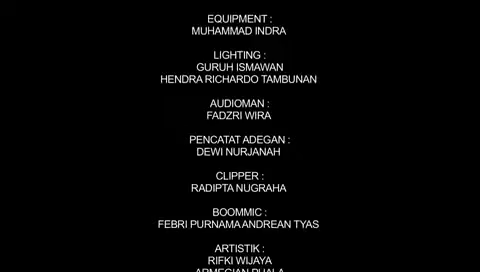 EQUIPMENT :
MUHAMMAD INDRA
LIGHTING :
GURUH ISMAWAN
HENDRA RICHARDO TAMBUNAN
AUDIOMAN :
FADZRI WIRA
PENCATAT ADEGAN :
DEWI NURJANAH
CLIPPER :
RADIPTA NUGRAHA
BOOMMIC :
FEBRI PURNAMA ANDREAN TYAS
ARTISTIK :
RIFKI WIJAYA